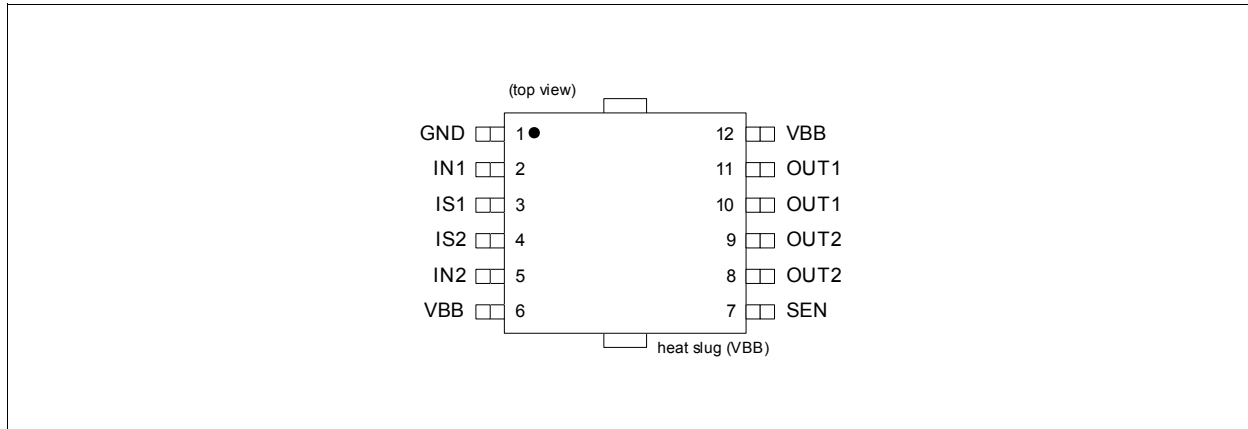 (top view)
GND 1 12 VBB
IN1 2 11 OUT1
IS1 3 10 OUT1
IS2 4 9 OUT2
IN2 5 8 OUT2
VBB 6 7 SEN
heat slug (VBB)